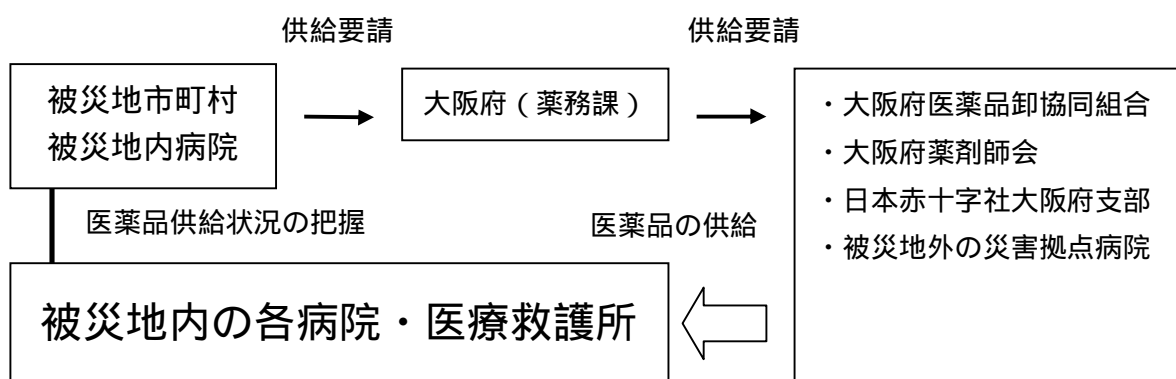 供給要請
供給要請
被災地市町村
被災地内病院
大阪府（薬務課）
・大阪府医薬品卸協同組合
・大阪府薬剤師会
・日本赤十字社大阪府支部
・被災地外の災害拠点病院
医薬品供給状況の把握
医薬品の供給
被災地内の各病院・医療救護所